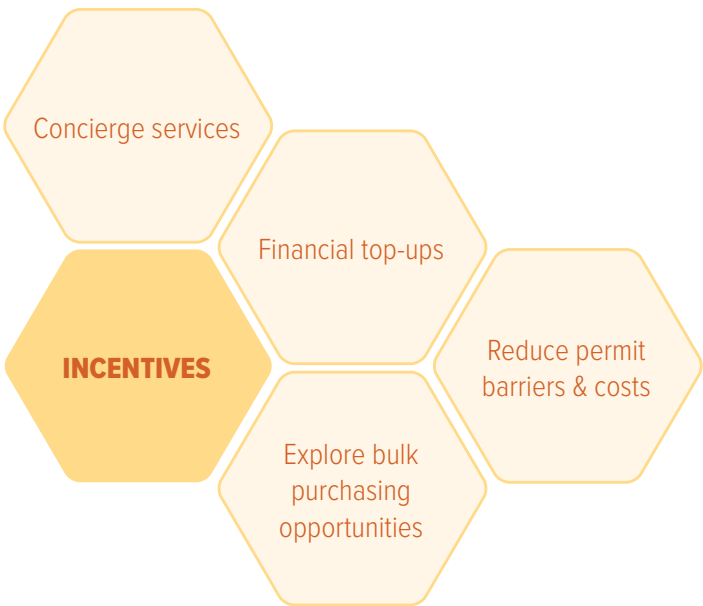 Concierge services
Financial top-ups
INCENTIVES
Reduce permit
barriers & costs
Explore bulk
purchasing
opportunities